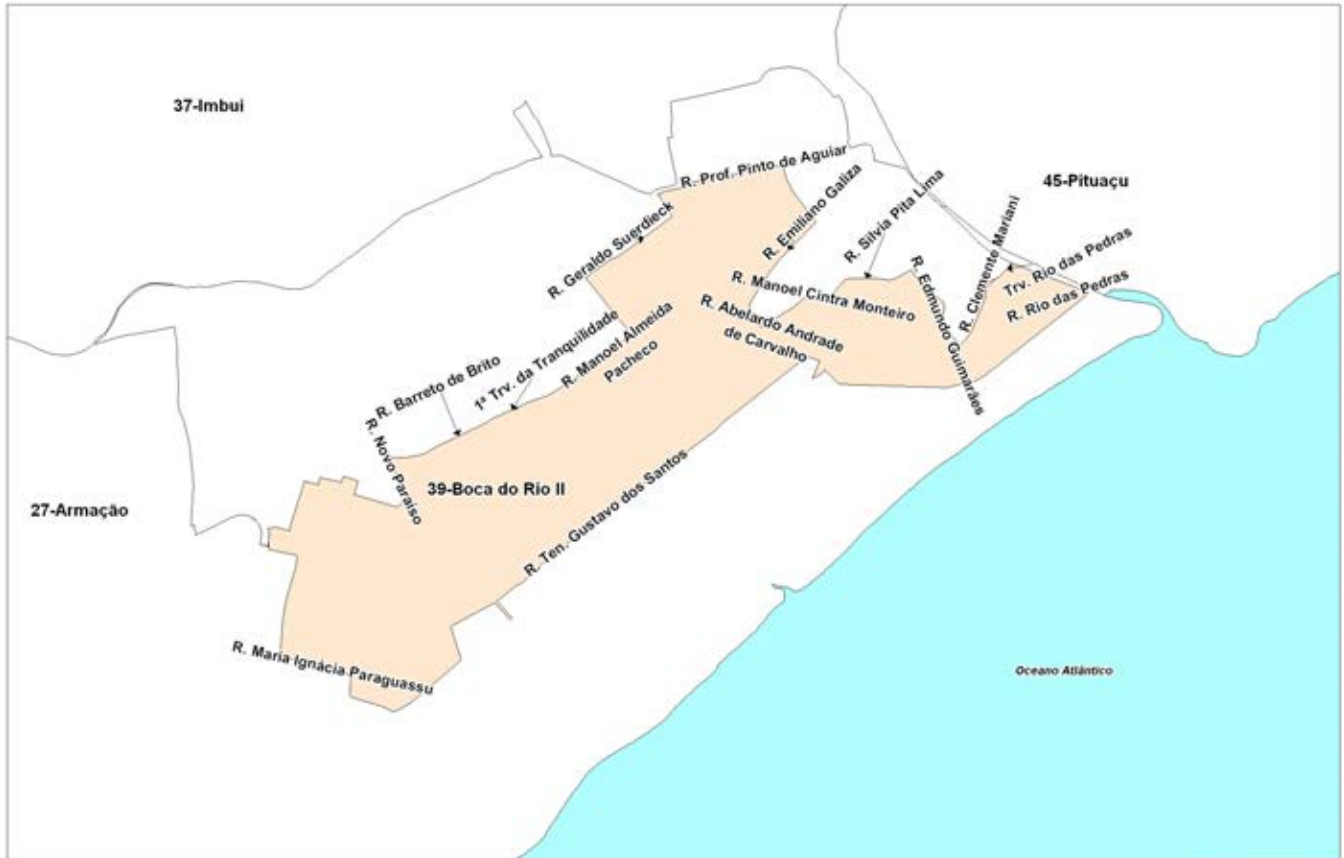 37-Imbui
R. Prof. Pinto de Aguiar
45-Pituaçu
R. Emiliano Galiza
R. Silvia Pita Lima
R. Geraldo Suerdieck
R. Clemente Mariani
Trv. Rio das Pedras
R. Rio das Pedras
R. Manoel Cintra Monteiro
R. Edmundo Guimarães
R. Abelardo Andrade
de Carvalho
R. Manoel Almeida
Pacheco
1ª Trv. da Tranquilidade
R. Barreto de Brito
R. Novo Paraíso
39-Boca do Rio II
27-Armação
R. Ten. Gustavo dos Santos
R. Maria Ignácia Paraguassu
Oceano Atlântico